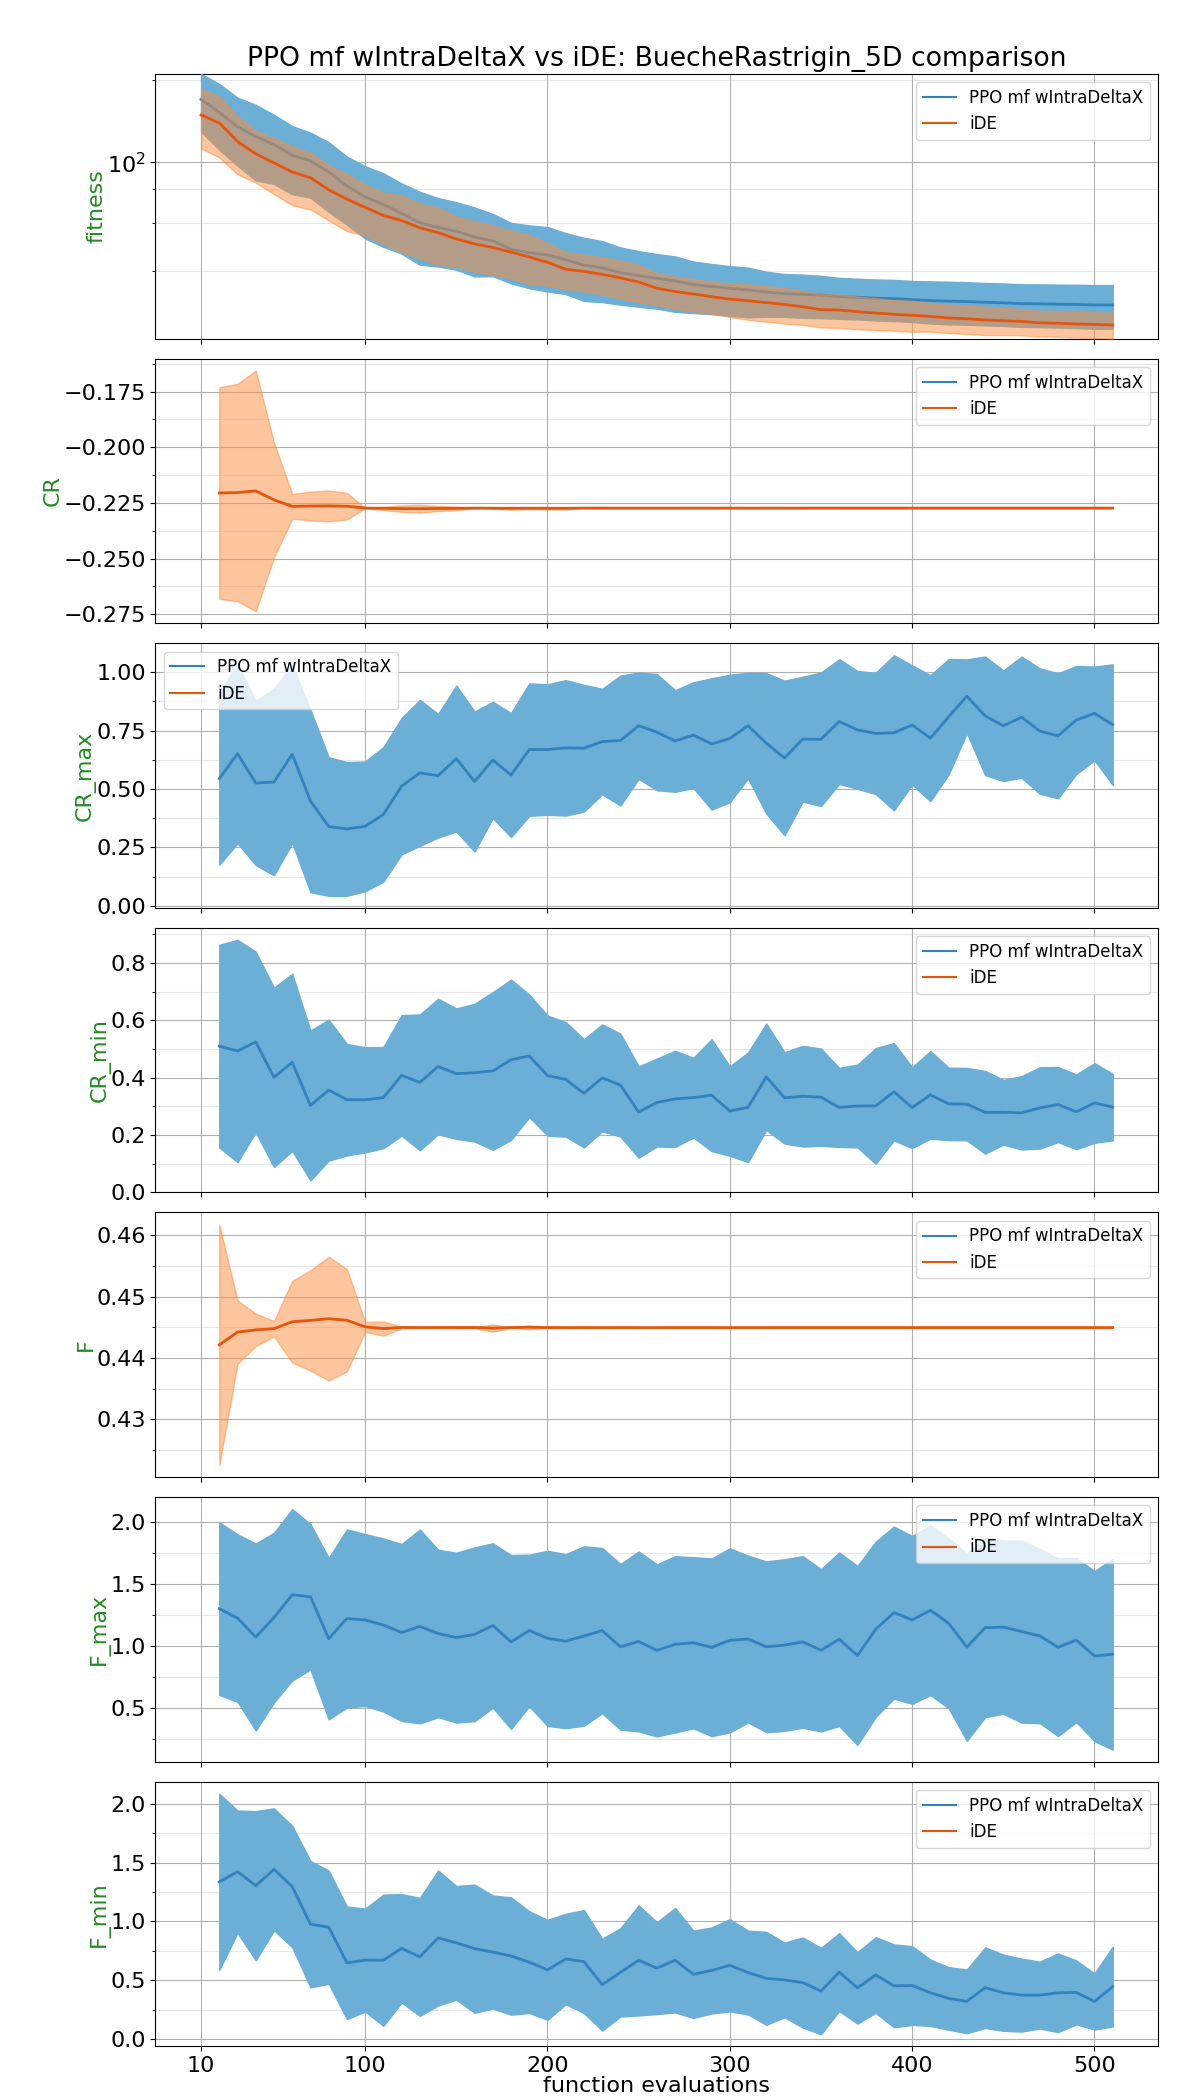 PPO mf wIntraDeltaX vs iDE: BuecheRastrigin_5D comparison
10²
fitness
PPO mf wIntraDeltaX
iDE
−0.175
−0.200
−0.225
−0.250
−0.275
CR
PPO mf wIntraDeltaX
iDE
1.00
0.75
0.50
0.25
0.00
CR_max
PPO mf wIntraDeltaX
iDE
0.8
0.6
0.4
0.2
0.0
CR_min
PPO mf wIntraDeltaX
iDE
0.46
0.45
0.44
0.43
F
PPO mf wIntraDeltaX
iDE
2.0
1.5
1.0
0.5
F_max
PPO mf wIntraDeltaX
iDE
2.0
1.5
1.0
0.5
0.0
F_min
PPO mf wIntraDeltaX
iDE
10 100 200 300 400 500
function evaluations